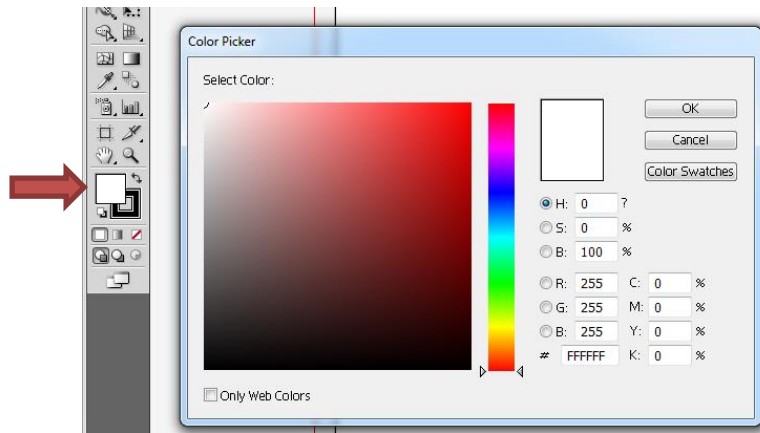 Color Picker
Select Color:
OK
Cancel
Color Swatches
H: 0 ?
S: 0 %
B: 100 %
R: 255 C: 0 %
G: 255 M: 0 %
B: 255 Y: 0 %
# FFFFFF K: 0 %
Only Web Colors